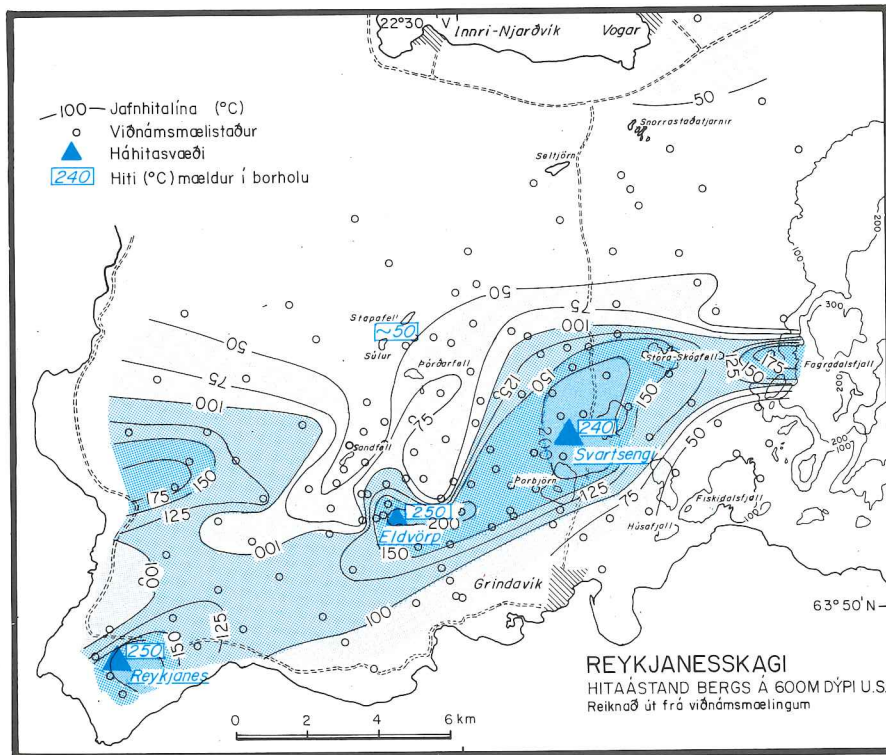 22° 30' V
Innri-Njarðvík
Vogar
100 Jafnhitalína (°C)
Viðnámsmælistaður
Háhitasvæði
240 Hiti (°C) mældur í borholu
50
Snorrastaðatjarnir
Seltjörn
200
100
50
75
100
300
Stapafell
~50
Súlur
Þórðarfell
50
75
100
125
150
Stóra-Skógfell
150
125
150
175
Fagradalsfjall
200
75
Sandfell
200
240
Svartsengi
50
200
100?
175
150
125
Þorbjörn
125
75
Fiskidalsfjall
Húsafjall
100
250
200
Eldvörp
150
100
100
Grindavík
100
63° 50' N
125
150
250
Reykjanes
REYKJANESSKAGI
HITAÁSTAND BERGS Á 600M DÝPI U.S.
Reiknað út frá viðnámsmælingum
0 2 4 6 km